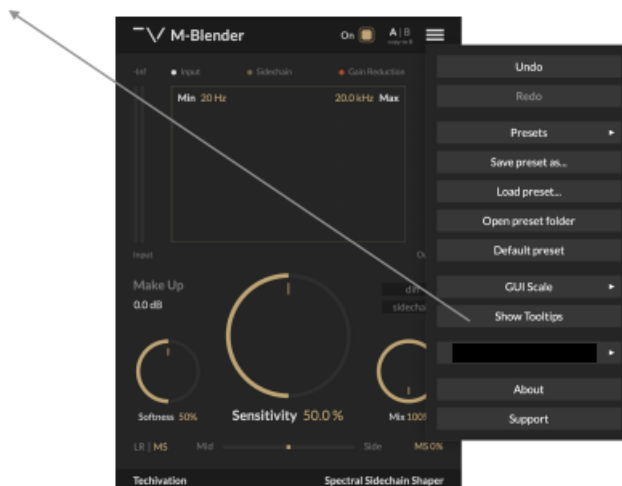 M-Blender
On
A | B
copy to B
-Inf
Input
Sidechain
Gain Reduction
Min 20 Hz
20.0 kHz Max
Input
Make Up
0.0 dB
Softness 50%
Sensitivity 50.0%
LR | MS
Mid
Side
MS 0%
Techivation
Spectral Sidechain Shaper
Undo
Redo
Presets
Save preset as...
Load preset...
Open preset folder
Default preset
GUI Scale
Show Tooltips
About
Support